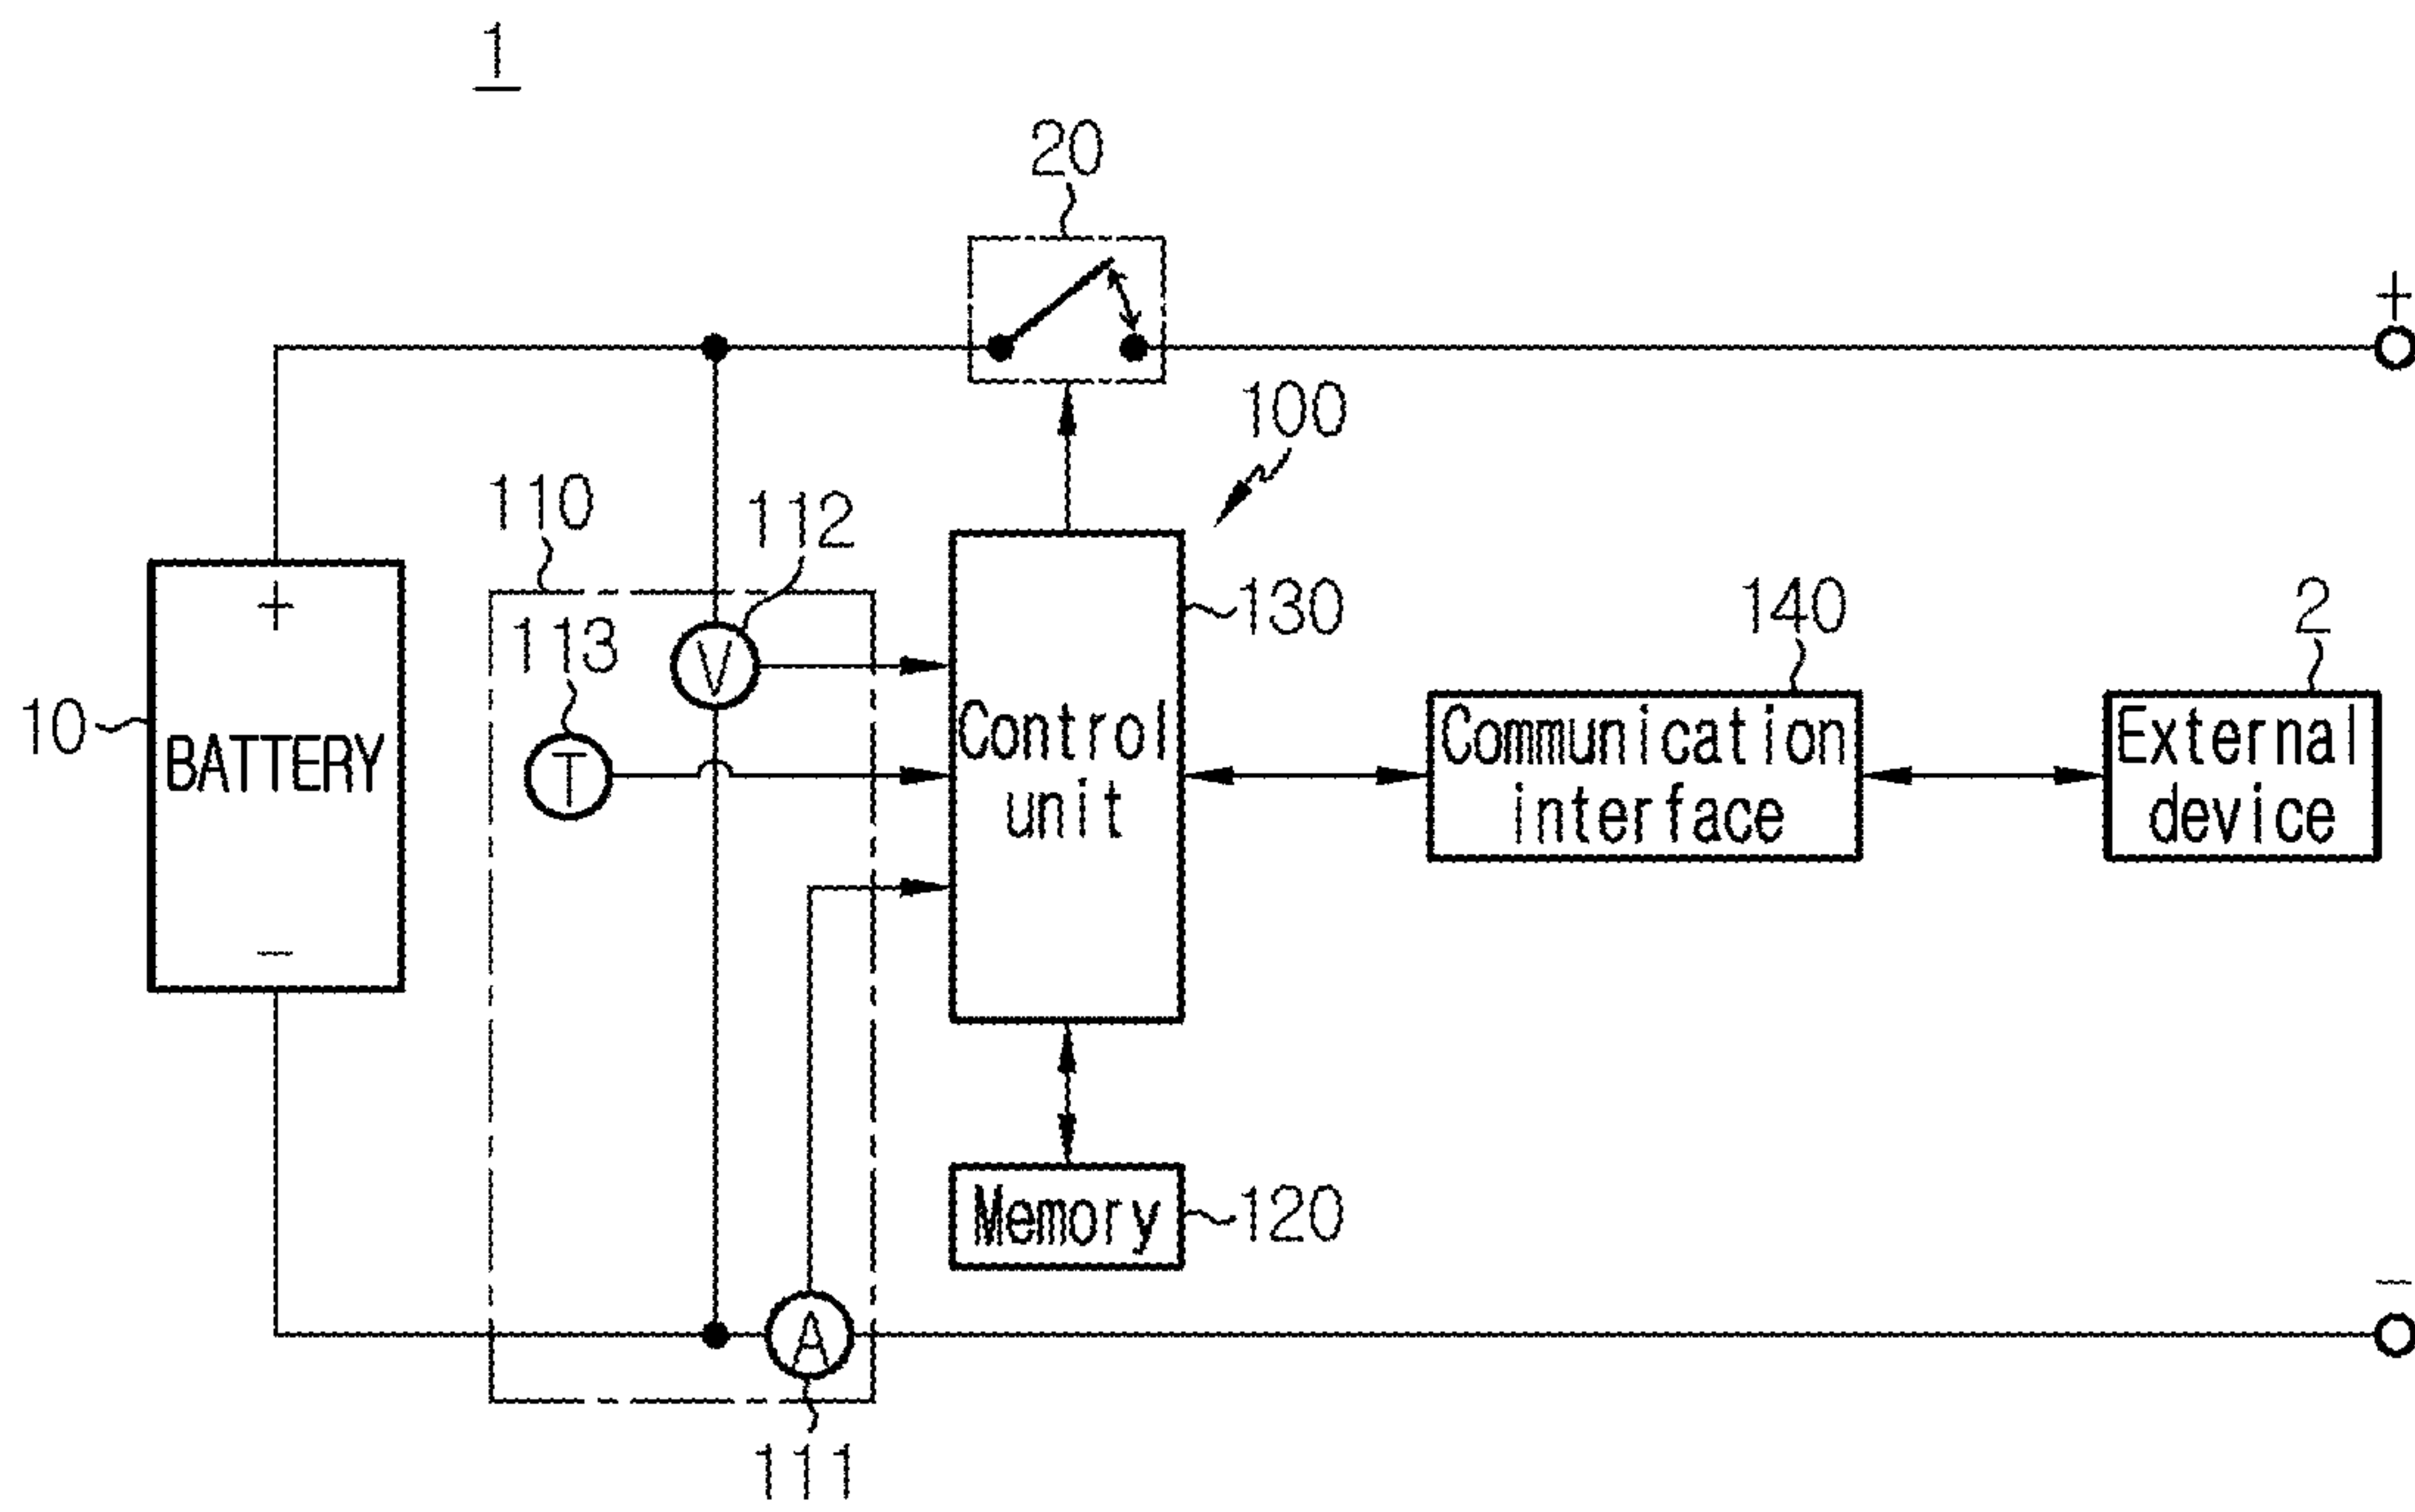 1
20
+
100
110
112
+
113
V
130
140
2
10
BATTERY
T
Control
unit
Communication
interface
External
device
−
Memory
120
−
A
111